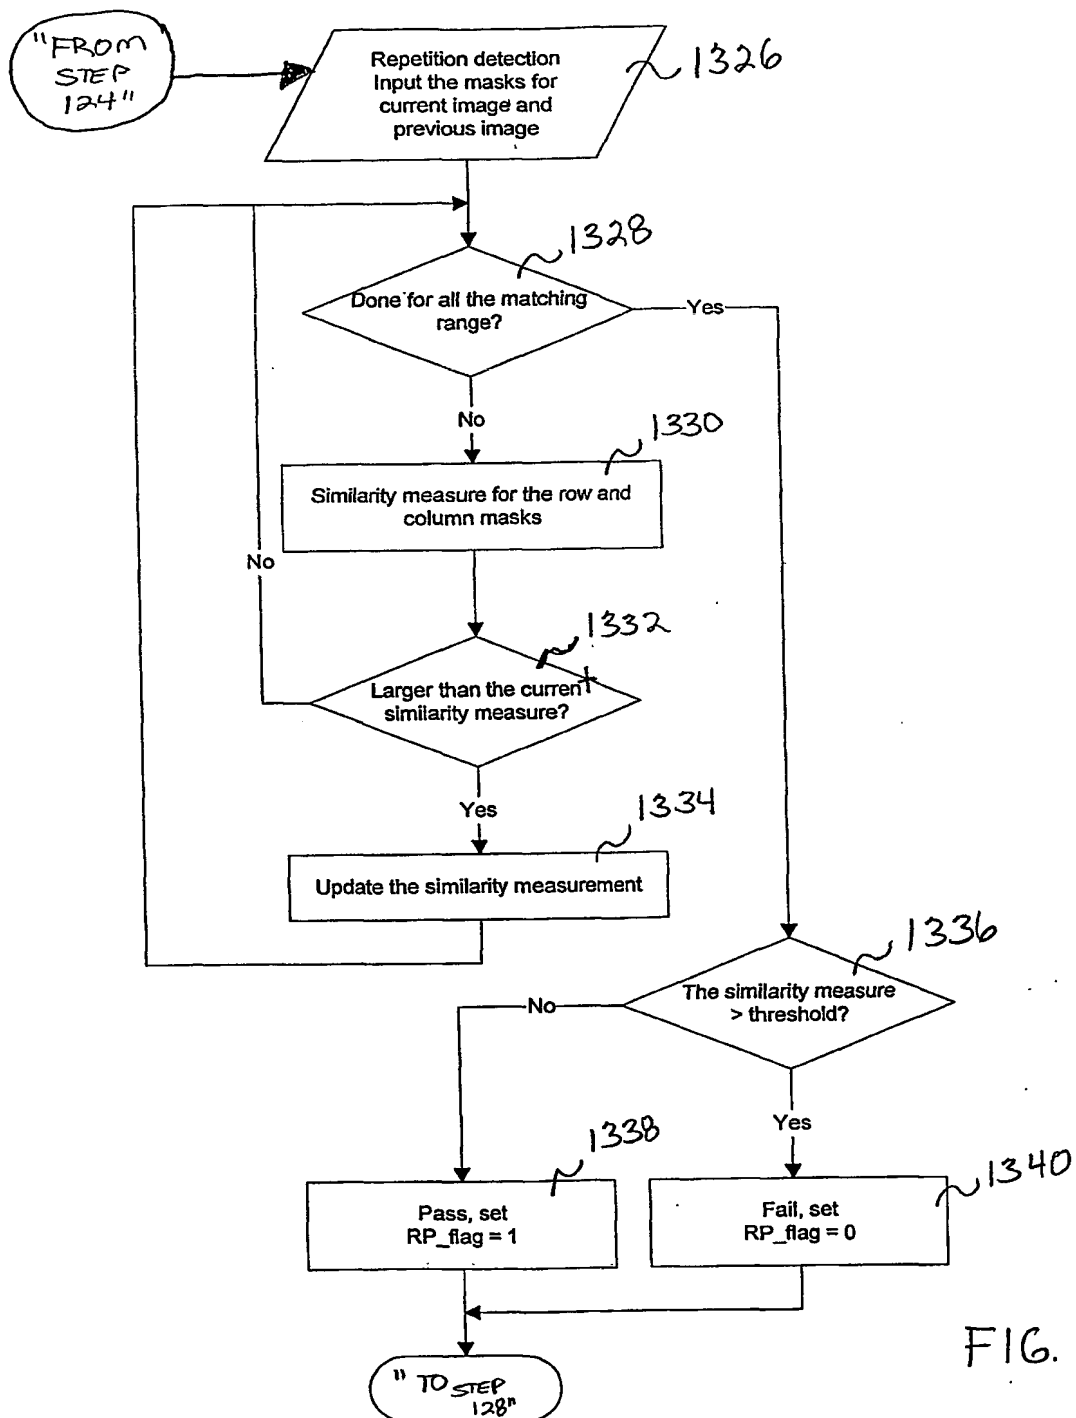 "FROM
STEP
124"
Repetition detection
Input the masks for
current image and
previous image
1326
1328
Done for all the matching
range?
Yes
No
1330
Similarity measure for the row and
column masks
No
1332
Larger than the current
similarity measure?
Yes
1334
Update the similarity measurement
1336
The similarity measure
> threshold?
No
Yes
1338
Pass, set
RP_flag = 1
1340
Fail, set
RP_flag = 0
"TO STEP
128"
FIG.